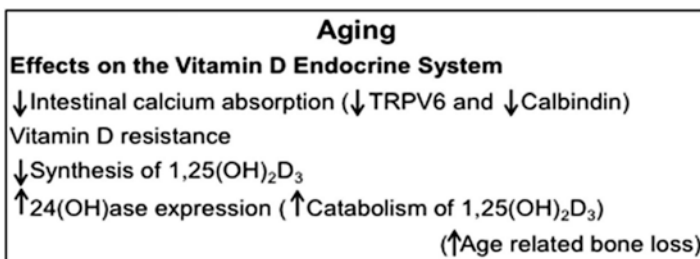 Aging
Effects on the Vitamin D Endocrine System
↓Intestinal calcium absorption (↓TRPV6 and ↓Calbindin)
Vitamin D resistance
↓Synthesis of 1,25(OH)₂D₃
↑24(OH)ase expression (↑Catabolism of 1,25(OH)₂D₃)
(↑Age related bone loss)